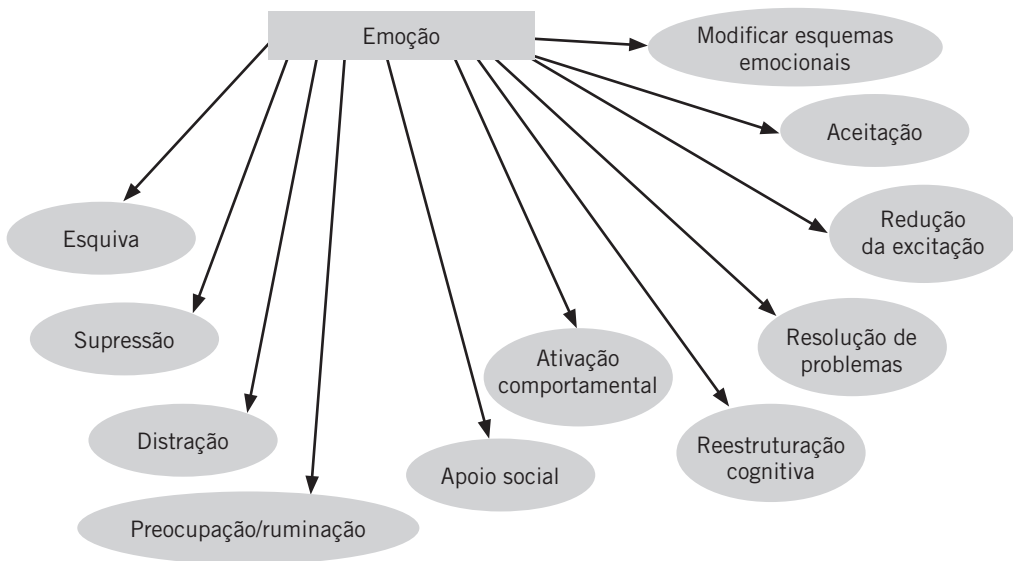 Emoção
Modificar esquemas
emocionais
Aceitação
Redução
da excitação
Esquiva
Supressão
Resolução de
problemas
Ativação
comportamental
Distração
Reestruturação
cognitiva
Apoio social
Preocupação/ruminação